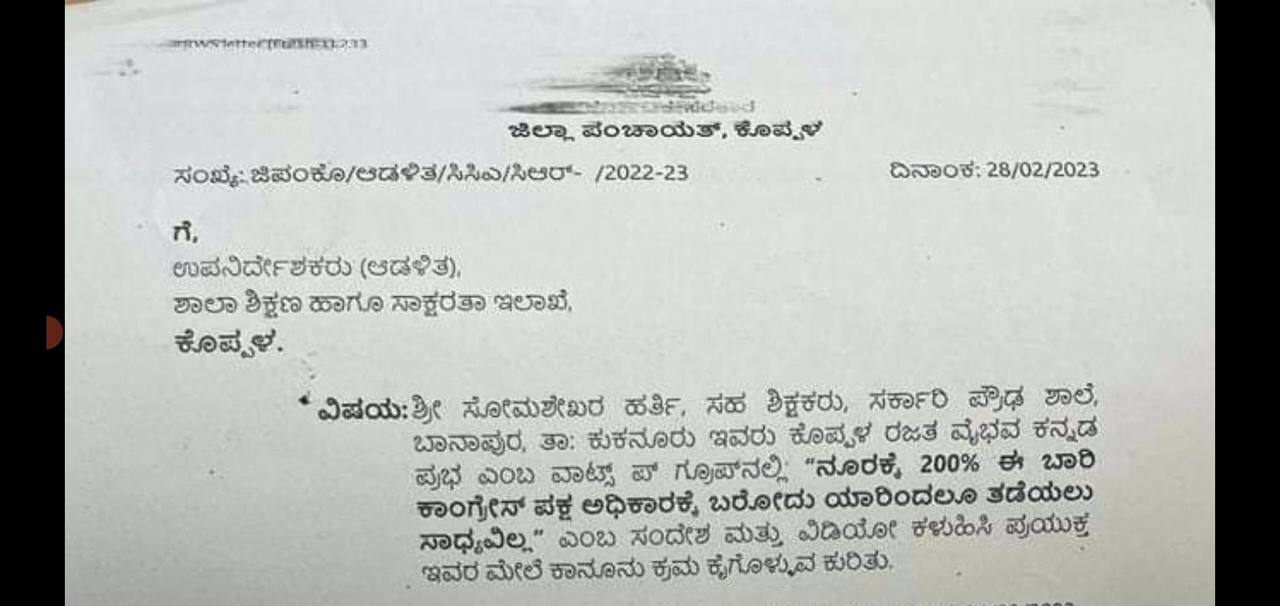 ಜಿಲ್ಲಾ ಪಂಚಾಯತ್, ಕೊಪ್ಪಳ
ಸಂಖ್ಯೆ: ಜಿಪಂಕೊ/ಆಡಳಿತ/ಸಿಸಿಎ/ಸಿಆರ್- /2022-23 ದಿನಾಂಕ: 28/02/2023
ಗೆ,
ಉಪನಿರ್ದೇಶಕರು (ಆಡಳಿತ),
ಶಾಲಾ ಶಿಕ್ಷಣ ಹಾಗೂ ಸಾಕ್ಷರತಾ ಇಲಾಖೆ,
ಕೊಪ್ಪಳ.
ವಿಷಯ: ಶ್ರೀ ಸೋಮಶೇಖರ ಹರ್ತಿ, ಸಹ ಶಿಕ್ಷಕರು, ಸರ್ಕಾರಿ ಪ್ರೌಢ ಶಾಲೆ,
ಬಾನಾಪುರ, ತಾ: ಕುಕನೂರು ಇವರು ಕೊಪ್ಪಳ ರಜತ ವೈಭವ ಕನ್ನಡ
ಪ್ರಭ ಎಂಬ ವಾಟ್ಸ್ ಪ್ ಗ್ರೂಪ್‌ನಲ್ಲಿ "ನೂರಕ್ಕೆ 200% ಈ ಬಾರಿ
ಕಾಂಗ್ರೇಸ್ ಪಕ್ಷ ಅಧಿಕಾರಕ್ಕೆ ಬರೋದು ಯಾರಿಂದಲೂ ತಡೆಯಲು
ಸಾಧ್ಯವಿಲ್ಲ" ಎಂಬ ಸಂದೇಶ ಮತ್ತು ವಿಡಿಯೋ ಕಳುಹಿಸಿ ಪ್ರಯುಕ್ತ
ಇವರ ಮೇಲೆ ಕಾನೂನು ಕ್ರಮ ಕೈಗೊಳ್ಳುವ ಕುರಿತು.